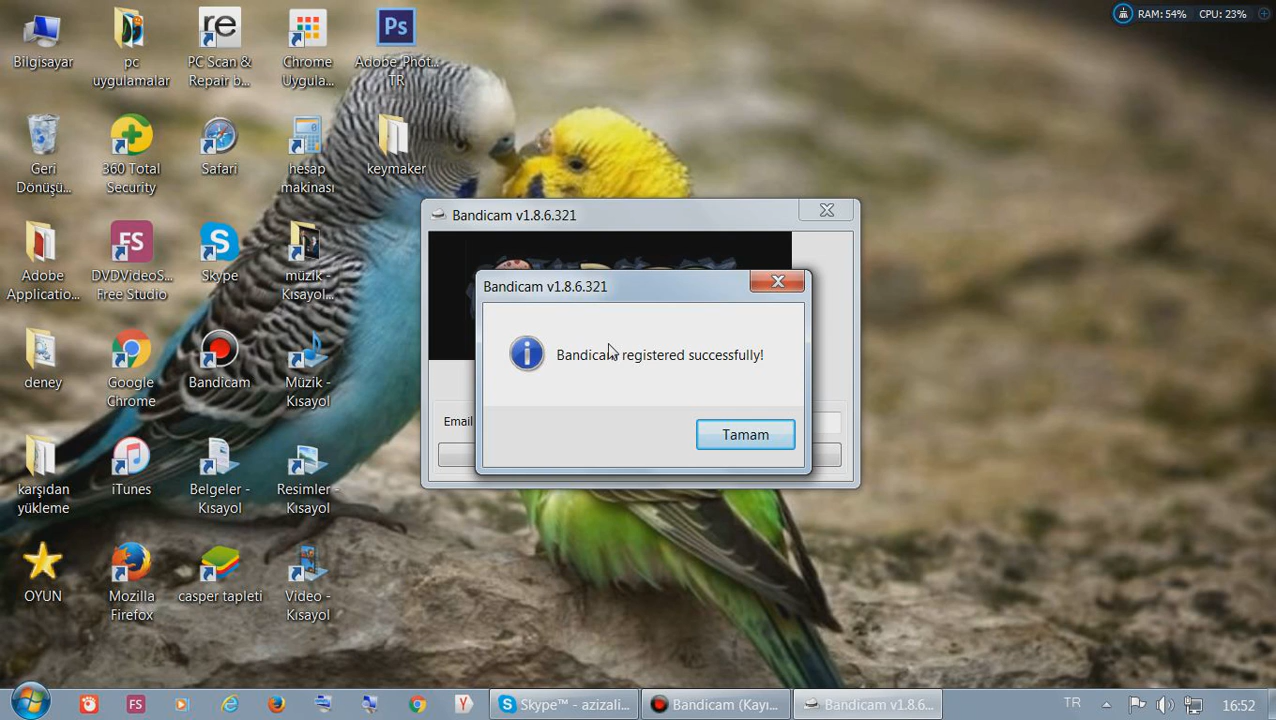 RAM: 54% CPU: 23%
Bilgisayar
pc
uygulamalar
re
PC Scan &
Repair b...
Chrome
Uygula...
Ps
Adobe Phot...
TR
Geri
Dönüşü...
360 Total
Security
Safari
hesap
makinası
keymaker
Adobe
Applicatio...
FS
DVDVideoS...
Free Studio
Skype
müzik -
Kısayol...
deney
Google
Chrome
Bandicam
Müzik -
Kısayol
karşıdan
yükleme
iTunes
Belgeler -
Kısayol
Resimler -
Kısayol
OYUN
Mozilla
Firefox
casper tapleti
Video -
Kısayol
Bandicam v1.8.6.321
Bandicam v1.8.6.321
Bandicam registered successfully!
Email
Tamam
FS
Skype™ - azizali...
Bandicam (Kayı...
Bandicam v1.8.6...
TR
16:52